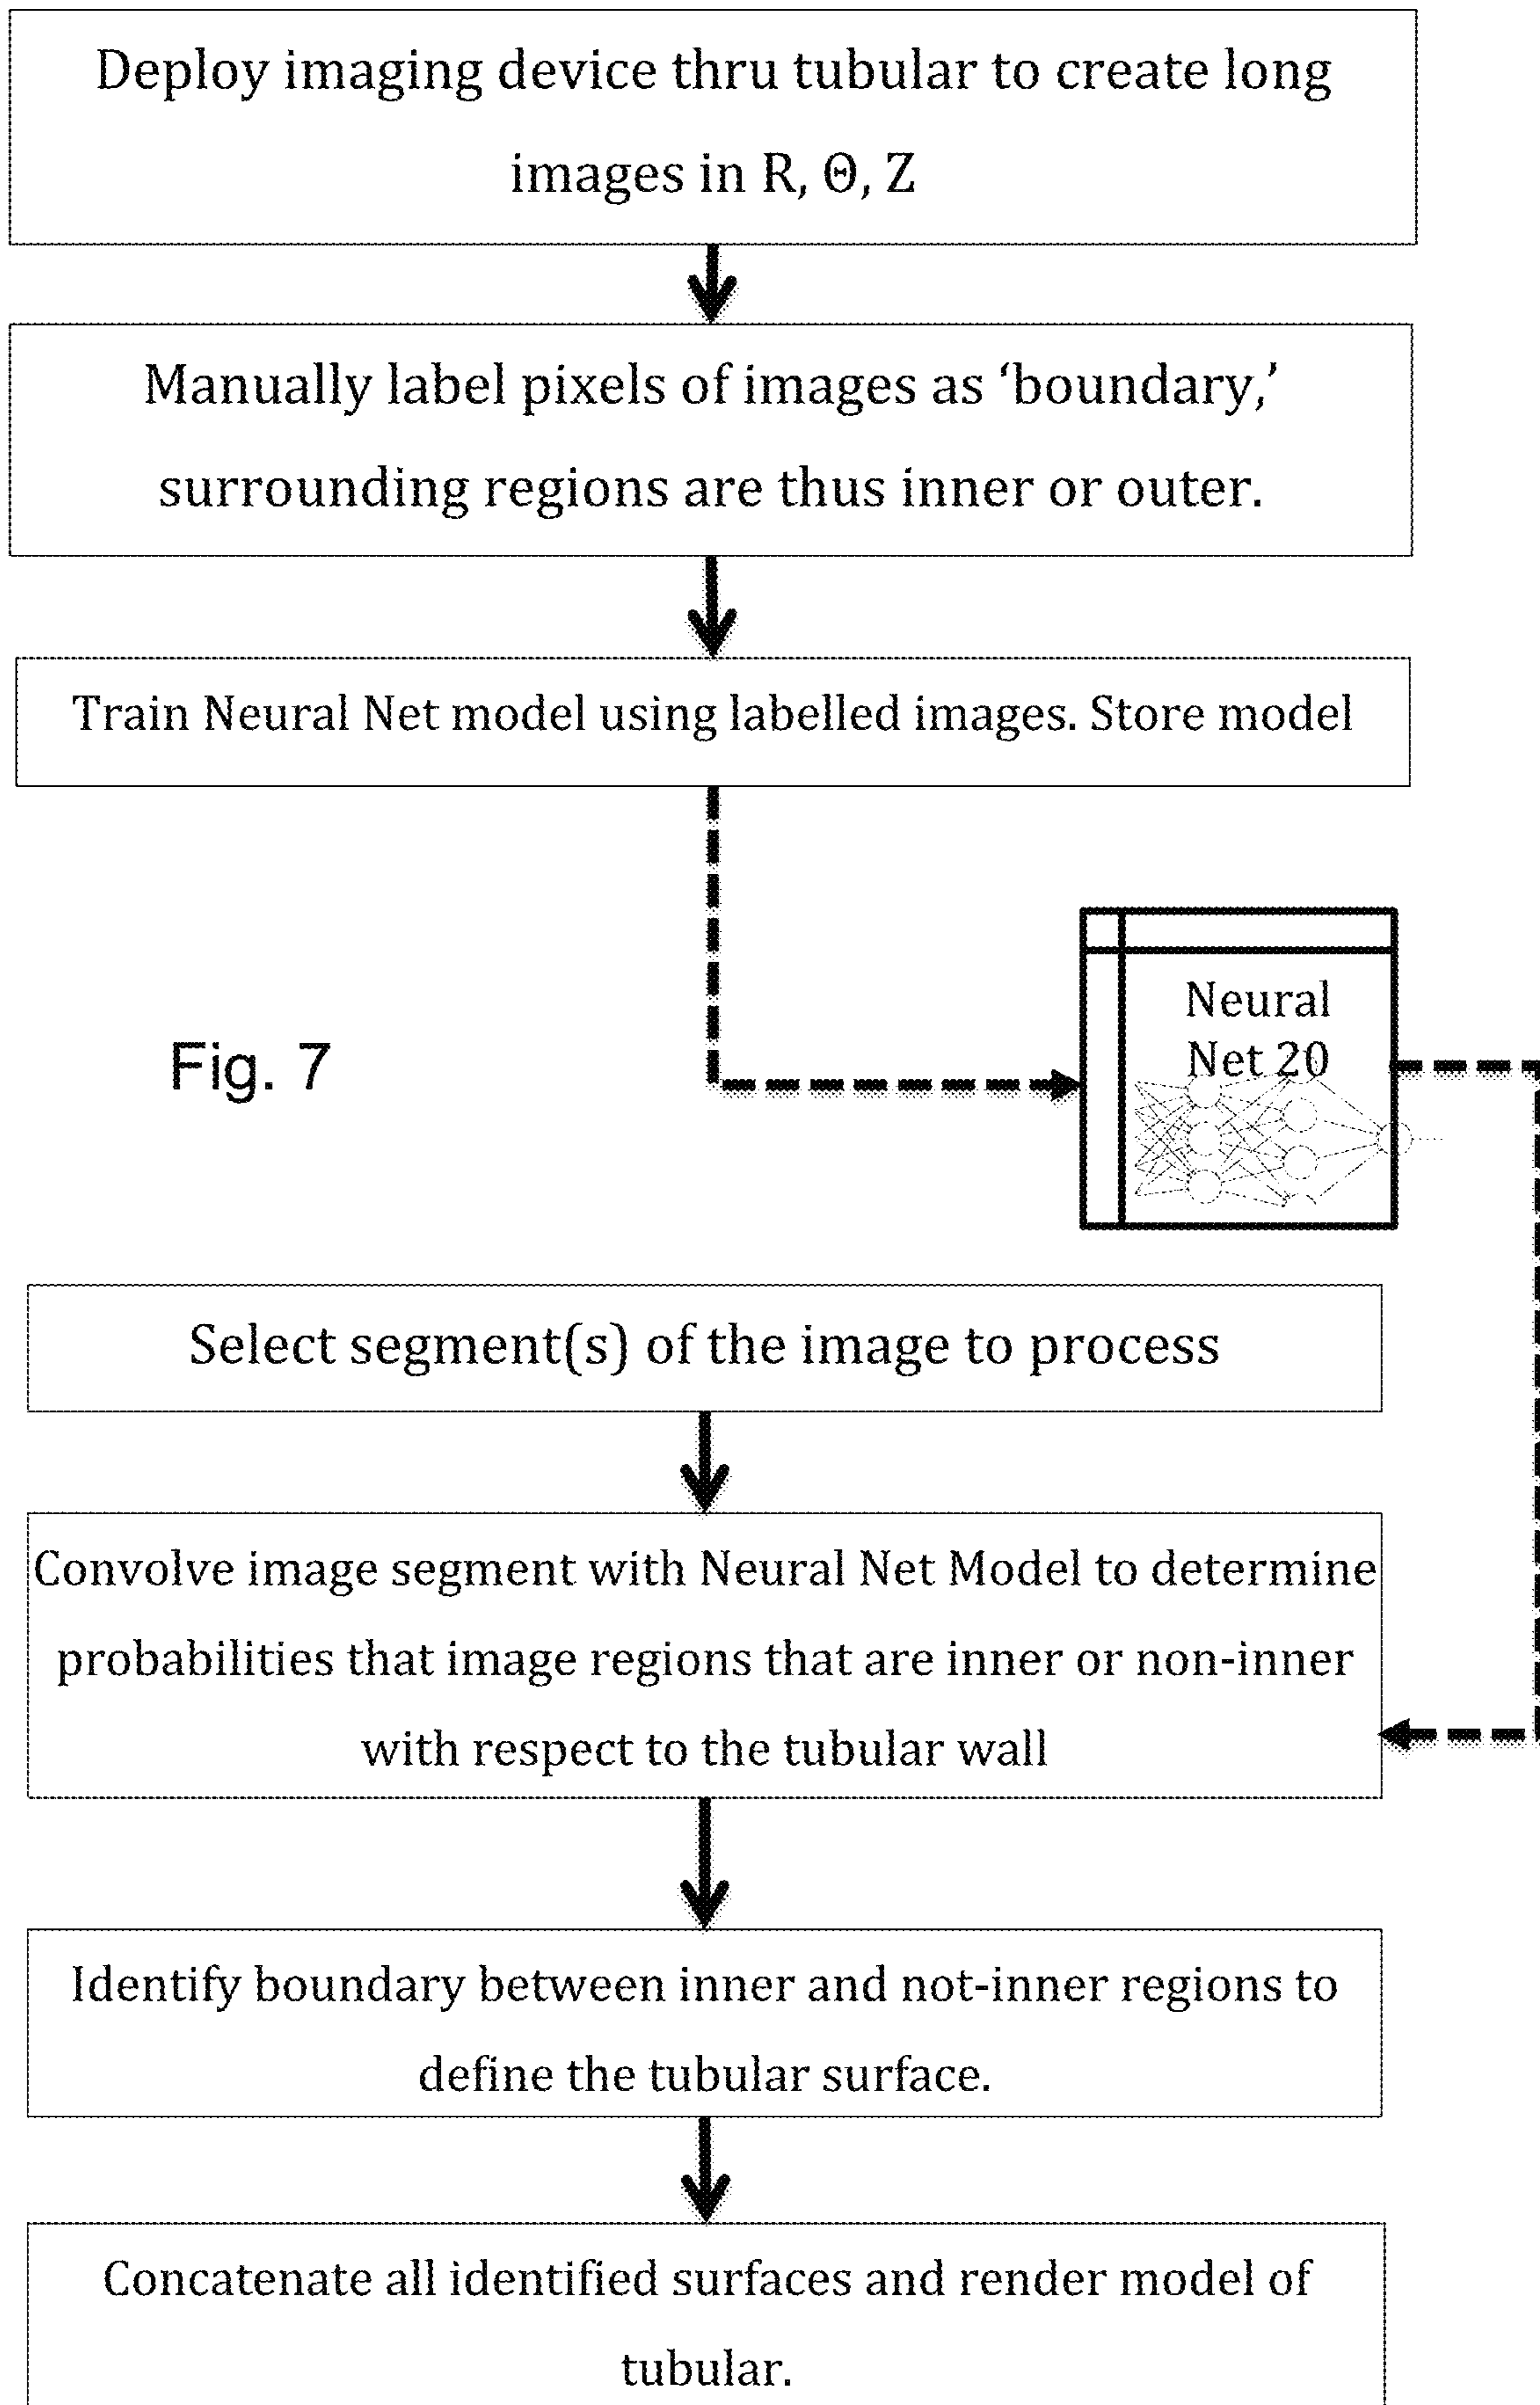 Deploy imaging device thru tubular to create long
images in R, Θ, Z
Manually label pixels of images as ‘boundary,’
surrounding regions are thus inner or outer.
Train Neural Net model using labelled images. Store model
Neural
Net 20
Fig. 7
Select segment(s) of the image to process
Convolve image segment with Neural Net Model to determine
probabilities that image regions that are inner or non-inner
with respect to the tubular wall
Identify boundary between inner and not-inner regions to
define the tubular surface.
Concatenate all identified surfaces and render model of
tubular.